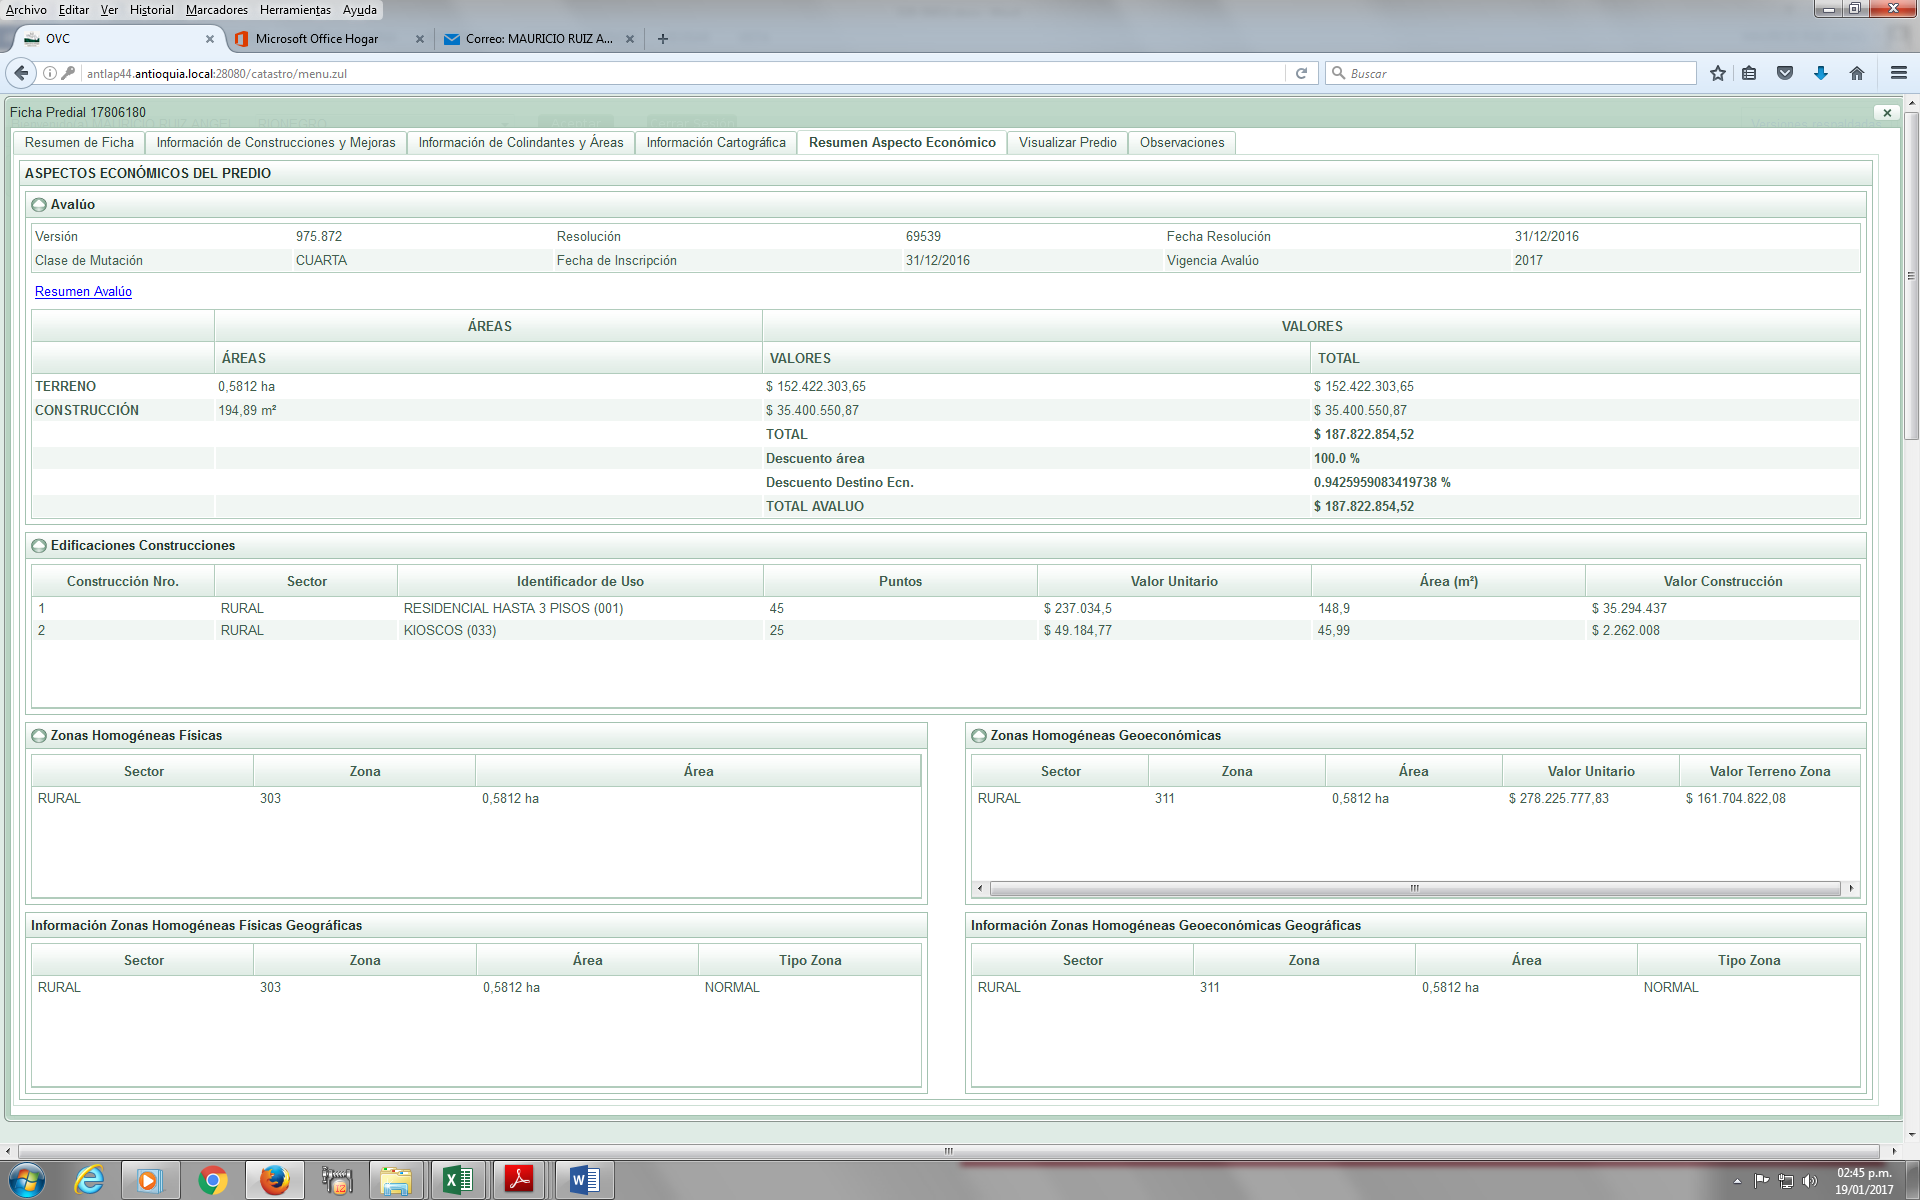 Archivo Editar Ver Historial Marcadores Herramientas Ayuda
OVC Microsoft Office Hogar Correo: MAURICIO RUIZ A...
antlap44.antioquia.local:28080/catastro/menu.zul Buscar
Ficha Predial 17806180
Resumen de Ficha Información de Construcciones y Mejoras Información de Colindantes y Áreas Información Cartográfica Resumen Aspecto Económico Visualizar Predio Observaciones
ASPECTOS ECONÓMICOS DEL PREDIO
Avalúo
Versión 975.872 Resolución 69539 Fecha Resolución 31/12/2016
Clase de Mutación CUARTA Fecha de Inscripción 31/12/2016 Vigencia Avalúo 2017
Resumen Avalúo
ÁREAS VALORES
ÁREAS VALORES TOTAL
TERRENO 0,5812 ha $ 152.422.303,65 $ 152.422.303,65
CONSTRUCCIÓN 194,89 m² $ 35.400.550,87 $ 35.400.550,87
TOTAL $ 187.822.854,52
Descuento área 100.0 %
Descuento Destino Ecn. 0.9425959083419738 %
TOTAL AVALUO $ 187.822.854,52
Edificaciones Construcciones
Construcción Nro. Sector Identificador de Uso Puntos Valor Unitario Área (m²) Valor Construcción
1 RURAL RESIDENCIAL HASTA 3 PISOS (001) 45 $ 237.034,5 148,9 $ 35.294.437
2 RURAL KIOSCOS (033) 25 $ 49.184,77 45,99 $ 2.262.008
Zonas Homogéneas Físicas
Sector Zona Área
RURAL 303 0,5812 ha
Zonas Homogéneas Geoeconómicas
Sector Zona Área Valor Unitario Valor Terreno Zona
RURAL 311 0,5812 ha $ 278.225.777,83 $ 161.704.822,08
Información Zonas Homogéneas Físicas Geográficas
Sector Zona Área Tipo Zona
RURAL 303 0,5812 ha NORMAL
Información Zonas Homogéneas Geoeconómicas Geográficas
Sector Zona Área Tipo Zona
RURAL 311 0,5812 ha NORMAL
02:45 p.m.
19/01/2017